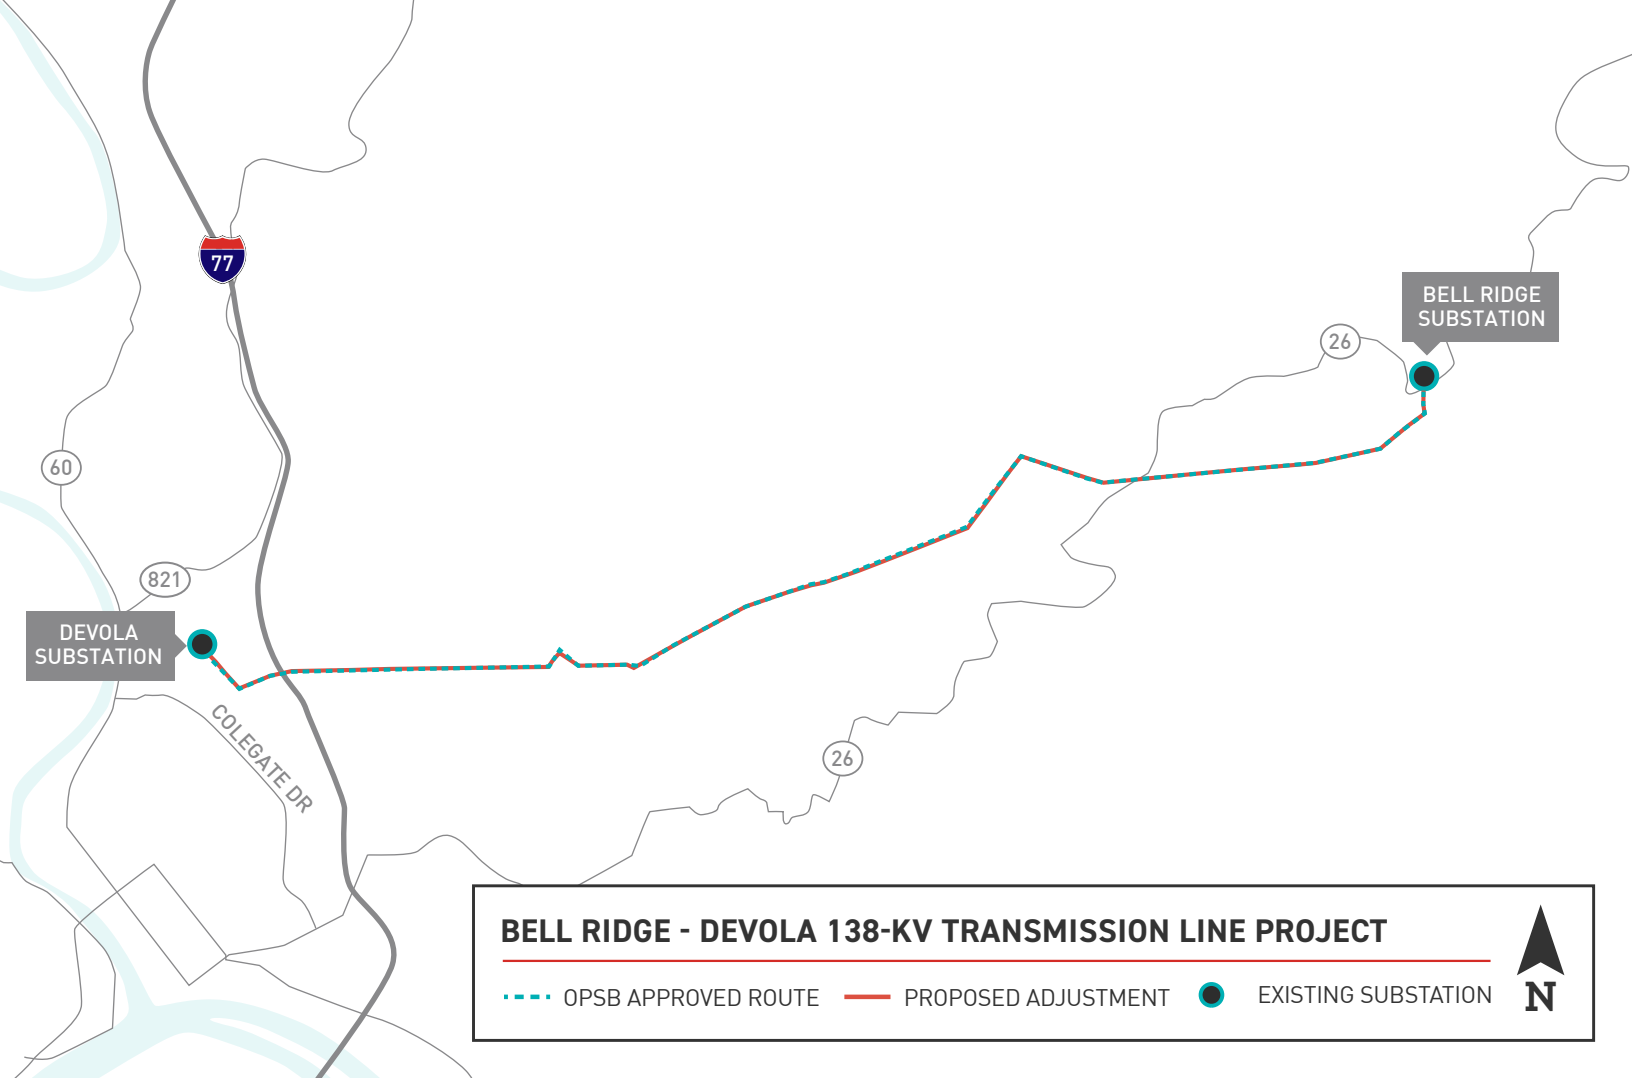 77
BELL RIDGE
SUBSTATION
26
60
821
DEVOLA
SUBSTATION
COLEGATE DR
26
BELL RIDGE - DEVOLA 138-KV TRANSMISSION LINE PROJECT
OPSB APPROVED ROUTE
PROPOSED ADJUSTMENT
EXISTING SUBSTATION
N